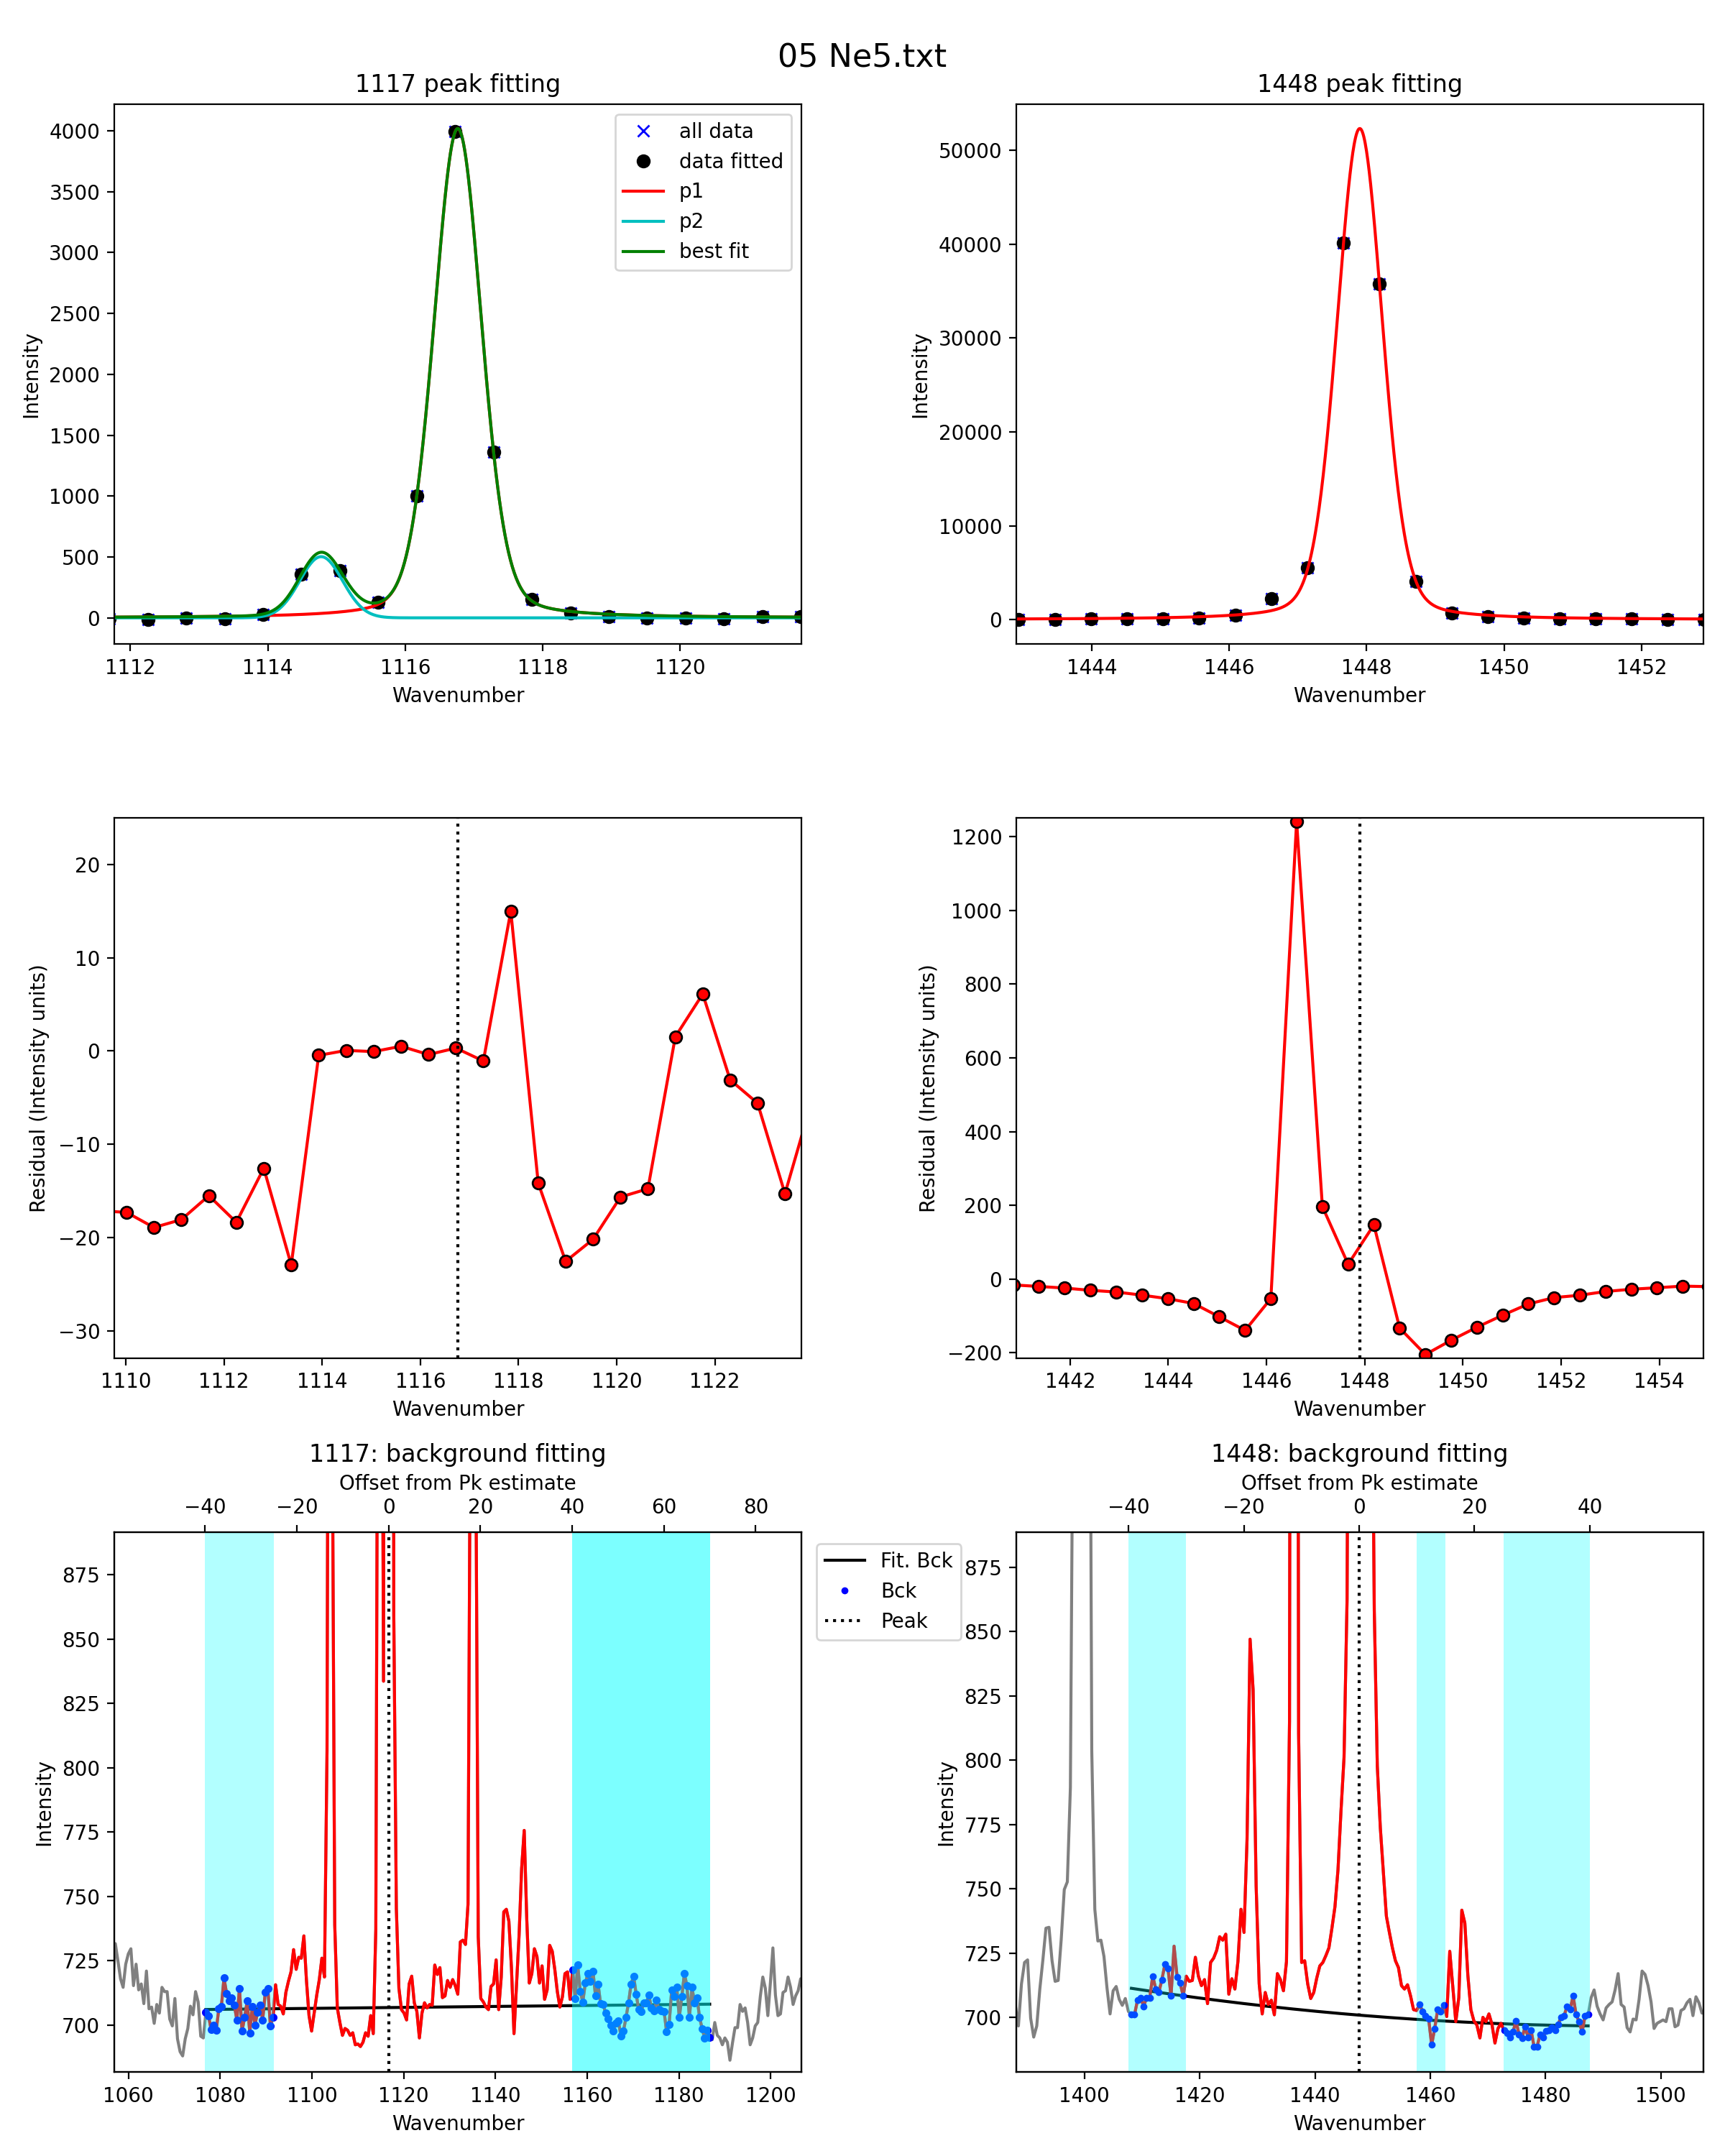 05 Ne5.txt
1117 peak fitting
4000
3500
3000
2500
2000
1500
1000
500
0
Intensity
all data
data fitted
p1
p2
best fit
1112 1114 1116 1118 1120
Wavenumber
1448 peak fitting
50000
40000
30000
20000
10000
0
Intensity
1444 1446 1448 1450 1452
Wavenumber
20
10
0
−10
−20
−30
Residual (Intensity units)
1110 1112 1114 1116 1118 1120 1122
Wavenumber
1200
1000
800
600
400
200
0
−200
Residual (Intensity units)
1442 1444 1446 1448 1450 1452 1454
Wavenumber
1117: background fitting
Offset from Pk estimate
−40 −20 0 20 40 60 80
875
850
825
800
775
750
725
700
Intensity
1060 1080 1100 1120 1140 1160 1180 1200
Wavenumber
Fit. Bck
Bck
Peak
1448: background fitting
Offset from Pk estimate
−40 −20 0 20 40
875
850
825
800
775
750
725
700
Intensity
1400 1420 1440 1460 1480 1500
Wavenumber